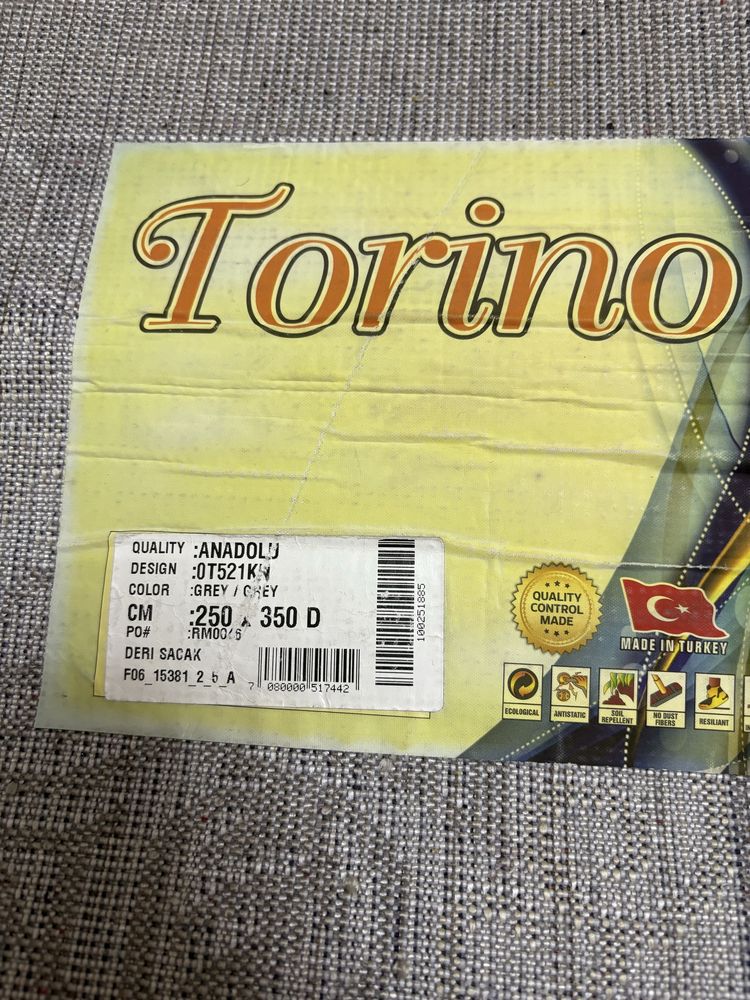 Torino
QUALITY :ANADOLU
DESIGN :0T521KN
COLOR :GREY / GREY
CM :250 x 350 D
PO# :RM0046
DERI SACAK
F06_15381_2_5_A
7 080000 517442
100251885
QUALITY
CONTROL
MADE
MADE IN TURKEY
ECOLOGICAL
ANTISTATIC
SOIL
REPELLENT
NO DUST
FIBERS
RESILIANT